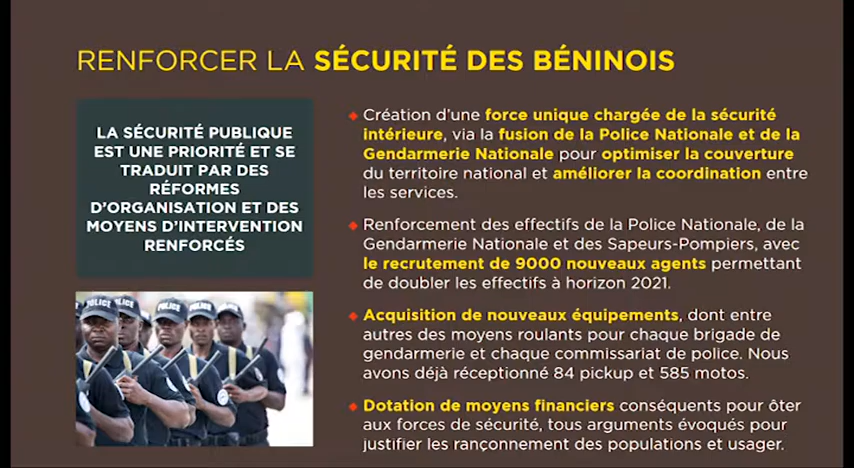 RENFORCER LA SÉCURITÉ DES BÉNINOIS
LA SÉCURITÉ PUBLIQUE
EST UNE PRIORITÉ ET SE
TRADUIT PAR DES
RÉFORMES
D'ORGANISATION ET DES
MOYENS D'INTERVENTION
RENFORCÉS
POLICE
POLICE
Création d'une force unique chargée de la sécurité
intérieure, via la fusion de la Police Nationale et de la
Gendarmerie Nationale pour optimiser la couverture
du territoire national et améliorer la coordination entre
les services.
Renforcement des effectifs de la Police Nationale, de la
Gendarmerie Nationale et des Sapeurs-Pompiers, avec
le recrutement de 9000 nouveaux agents permettant
de doubler les effectifs à horizon 2021.
Acquisition de nouveaux équipements, dont entre
autres des moyens roulants pour chaque brigade de
gendarmerie et chaque commissariat de police. Nous
avons déjà réceptionné 84 pickup et 585 motos.
Dotation de moyens financiers conséquents pour ôter
aux forces de sécurité, tous arguments évoqués pour
justifier les rançonnement des populations et usager.